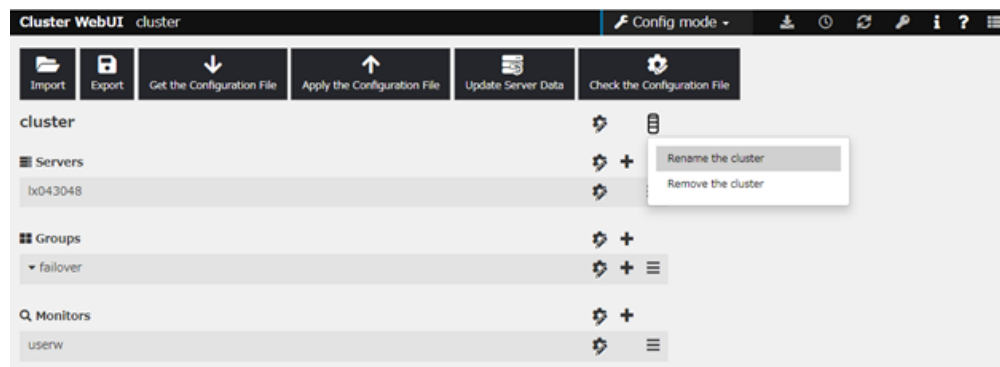 Cluster WebUI cluster Config mode
Import Export Get the Configuration File Apply the Configuration File Update Server Data Check the Configuration File
cluster
Rename the cluster
Servers
Remove the cluster
lx043048
Groups
failover
Monitors
userw